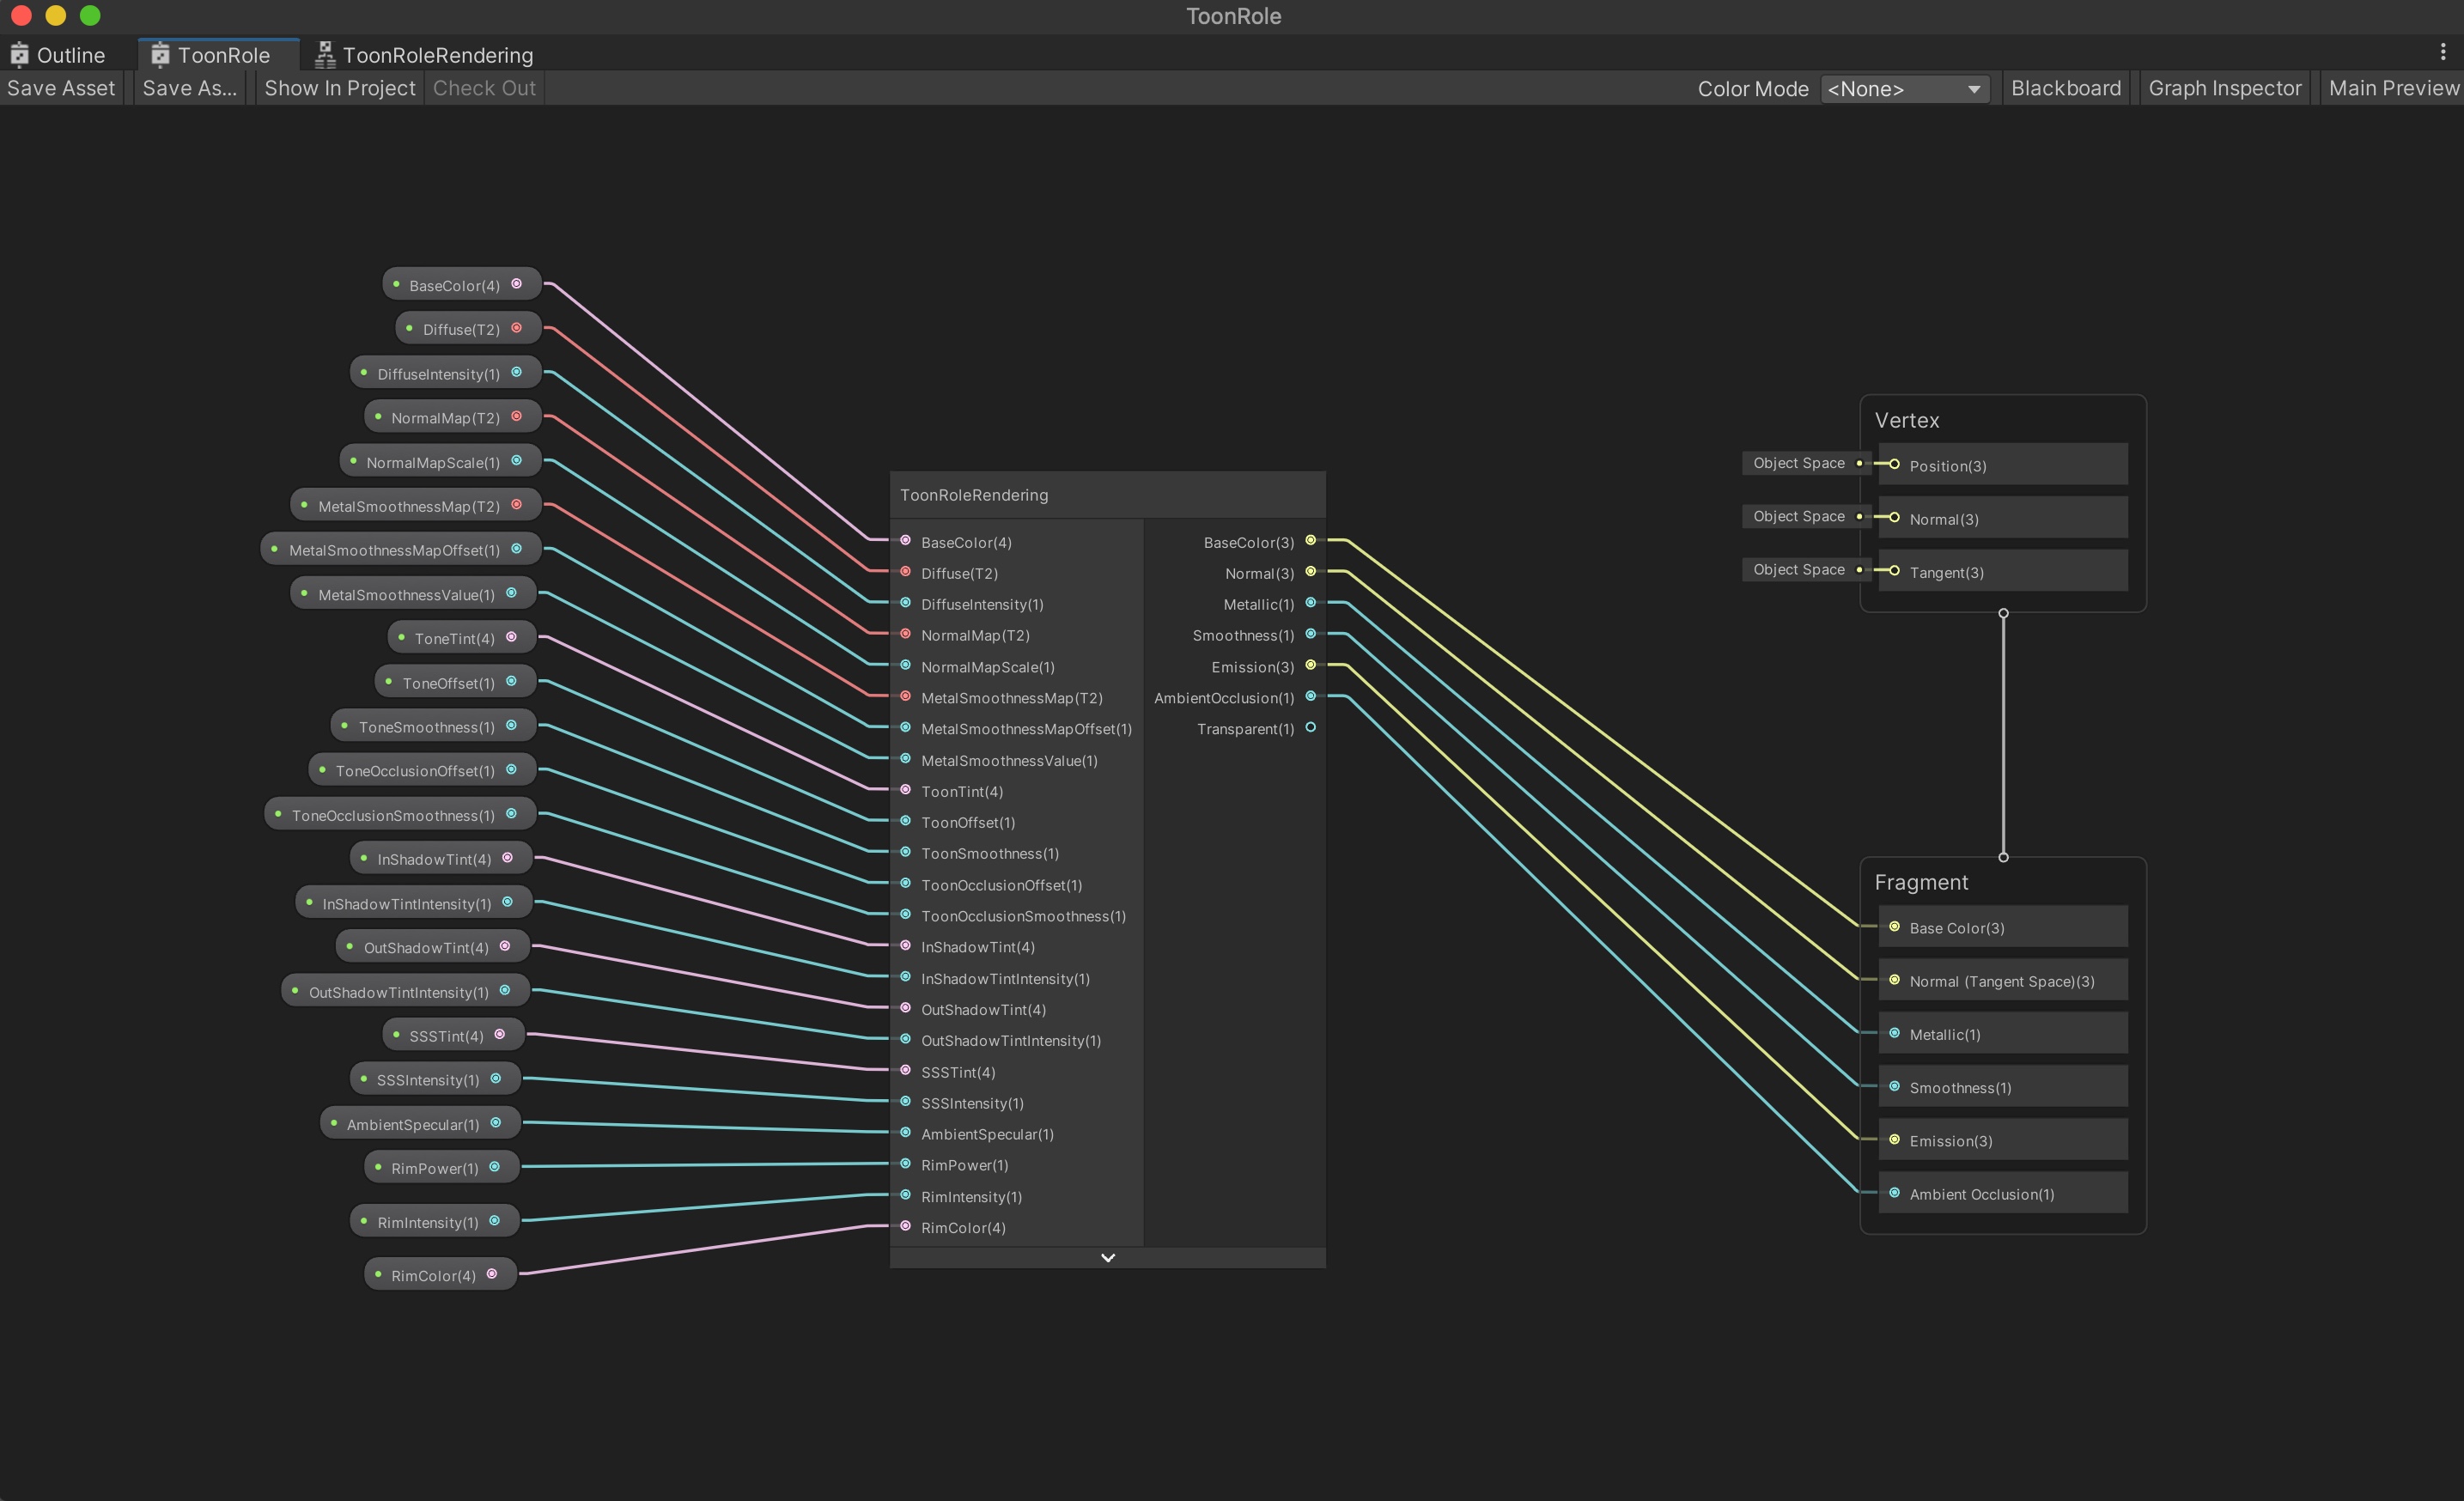 ToonRole
Outline
ToonRole
ToonRoleRendering
Save Asset
Save As...
Show In Project
Check Out
Color Mode
<None>
Blackboard
Graph Inspector
Main Preview
BaseColor(4)
Diffuse(T2)
DiffuseIntensity(1)
NormalMap(T2)
NormalMapScale(1)
MetalSmoothnessMap(T2)
MetalSmoothnessMapOffset(1)
MetalSmoothnessValue(1)
ToneTint(4)
ToneOffset(1)
ToneSmoothness(1)
ToneOcclusionOffset(1)
ToneOcclusionSmoothness(1)
InShadowTint(4)
InShadowTintIntensity(1)
OutShadowTint(4)
OutShadowTintIntensity(1)
SSSTint(4)
SSSIntensity(1)
AmbientSpecular(1)
RimPower(1)
RimIntensity(1)
RimColor(4)
ToonRoleRendering
BaseColor(4)
Diffuse(T2)
DiffuseIntensity(1)
NormalMap(T2)
NormalMapScale(1)
MetalSmoothnessMap(T2)
MetalSmoothnessMapOffset(1)
MetalSmoothnessValue(1)
ToonTint(4)
ToonOffset(1)
ToonSmoothness(1)
ToonOcclusionOffset(1)
ToonOcclusionSmoothness(1)
InShadowTint(4)
InShadowTintIntensity(1)
OutShadowTint(4)
OutShadowTintIntensity(1)
SSSTint(4)
SSSIntensity(1)
AmbientSpecular(1)
RimPower(1)
RimIntensity(1)
RimColor(4)
BaseColor(3)
Normal(3)
Metallic(1)
Smoothness(1)
Emission(3)
AmbientOcclusion(1)
Transparent(1)
Vertex
Object Space
Position(3)
Object Space
Normal(3)
Object Space
Tangent(3)
Fragment
Base Color(3)
Normal (Tangent Space)(3)
Metallic(1)
Smoothness(1)
Emission(3)
Ambient Occlusion(1)